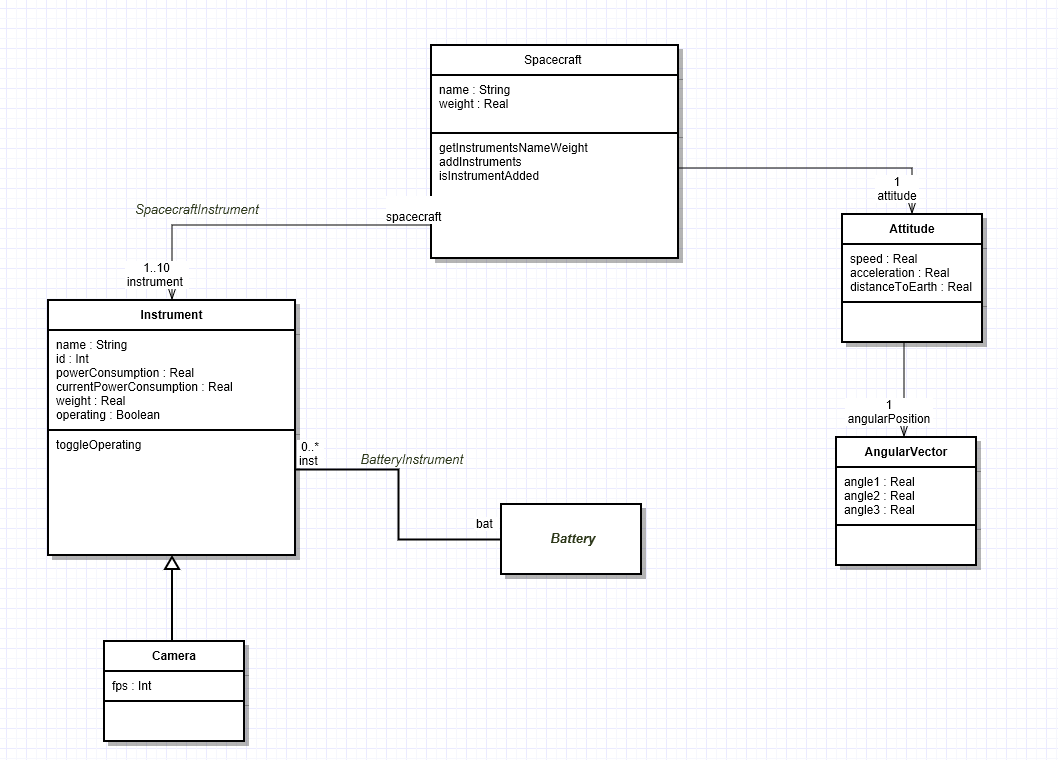 Spacecraft
name : String
weight : Real
getInstrumentsNameWeight
addInstruments
isInstrumentAdded
1
attitude
SpacecraftInstrument
spacecraft
1..10
instrument
Attitude
speed : Real
acceleration : Real
distanceToEarth : Real
Instrument
name : String
id : Int
powerConsumption : Real
currentPowerConsumption : Real
weight : Real
operating : Boolean
toggleOperating
1
angularPosition
0..*
inst
BatteryInstrument
AngularVector
angle1 : Real
angle2 : Real
angle3 : Real
bat
Battery
Camera
fps : Int